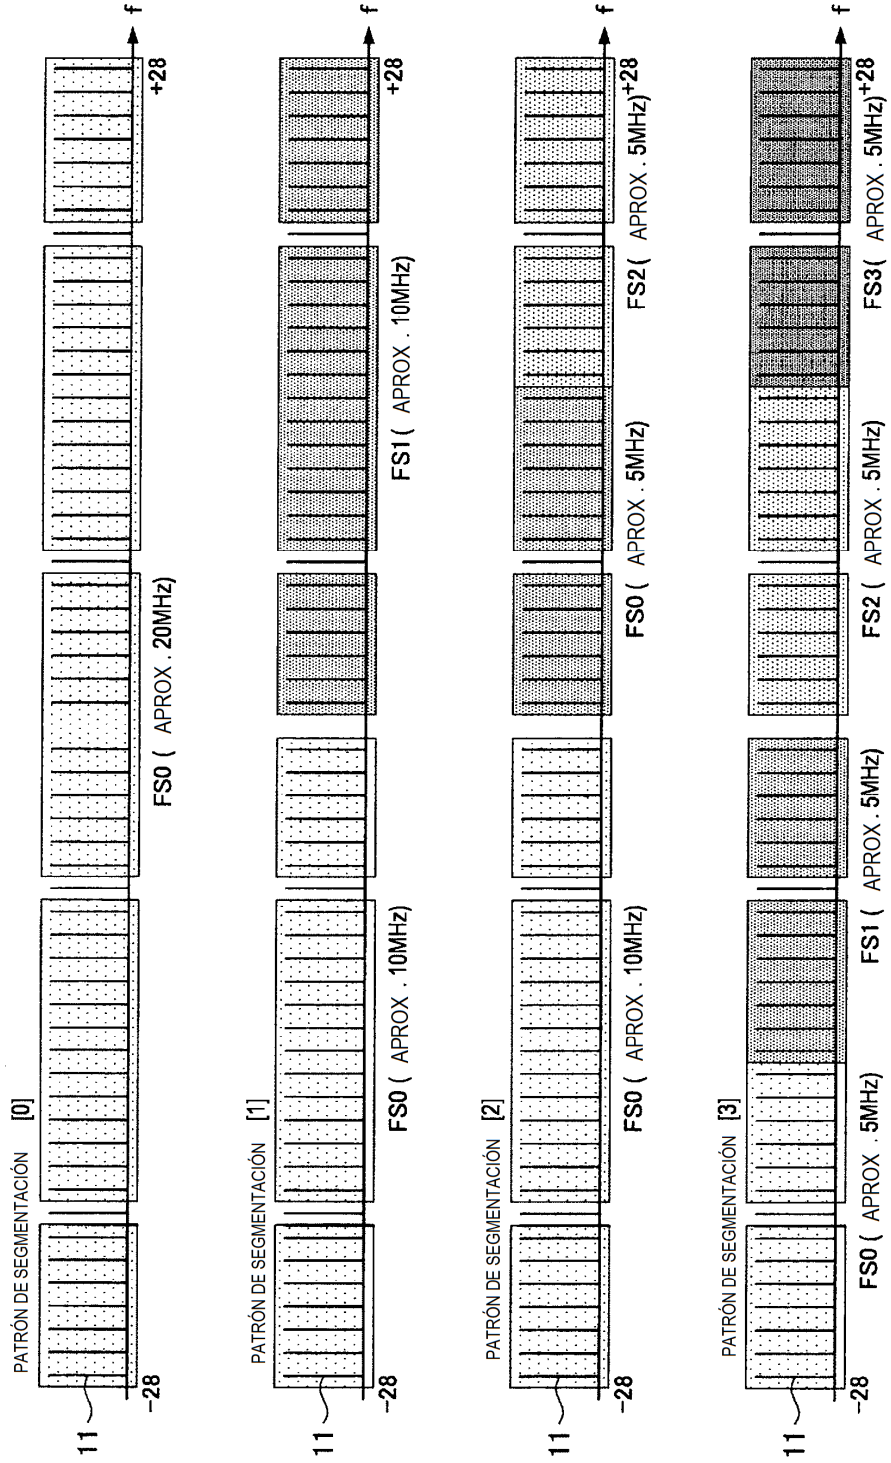 PATRÓN DE SEGMENTACIÓN [0]
11
-28
FS0 ( APROX . 20MHz)
+28
f
PATRÓN DE SEGMENTACIÓN [1]
11
FS0 ( APROX . 10MHz)
FS1 ( APROX . 10MHz)
+28
f
PATRÓN DE SEGMENTACIÓN [2]
11
-28
FS0 ( APROX . 10MHz)
FS0 ( APROX . 5MHz)
FS2 ( APROX . 5MHz)
+28
f
PATRÓN DE SEGMENTACIÓN [3]
11
-28
FS0 ( APROX . 5MHz)
FS1 ( APROX . 5MHz)
FS2 ( APROX . 5MHz)
FS3 ( APROX . 5MHz)
+28
f